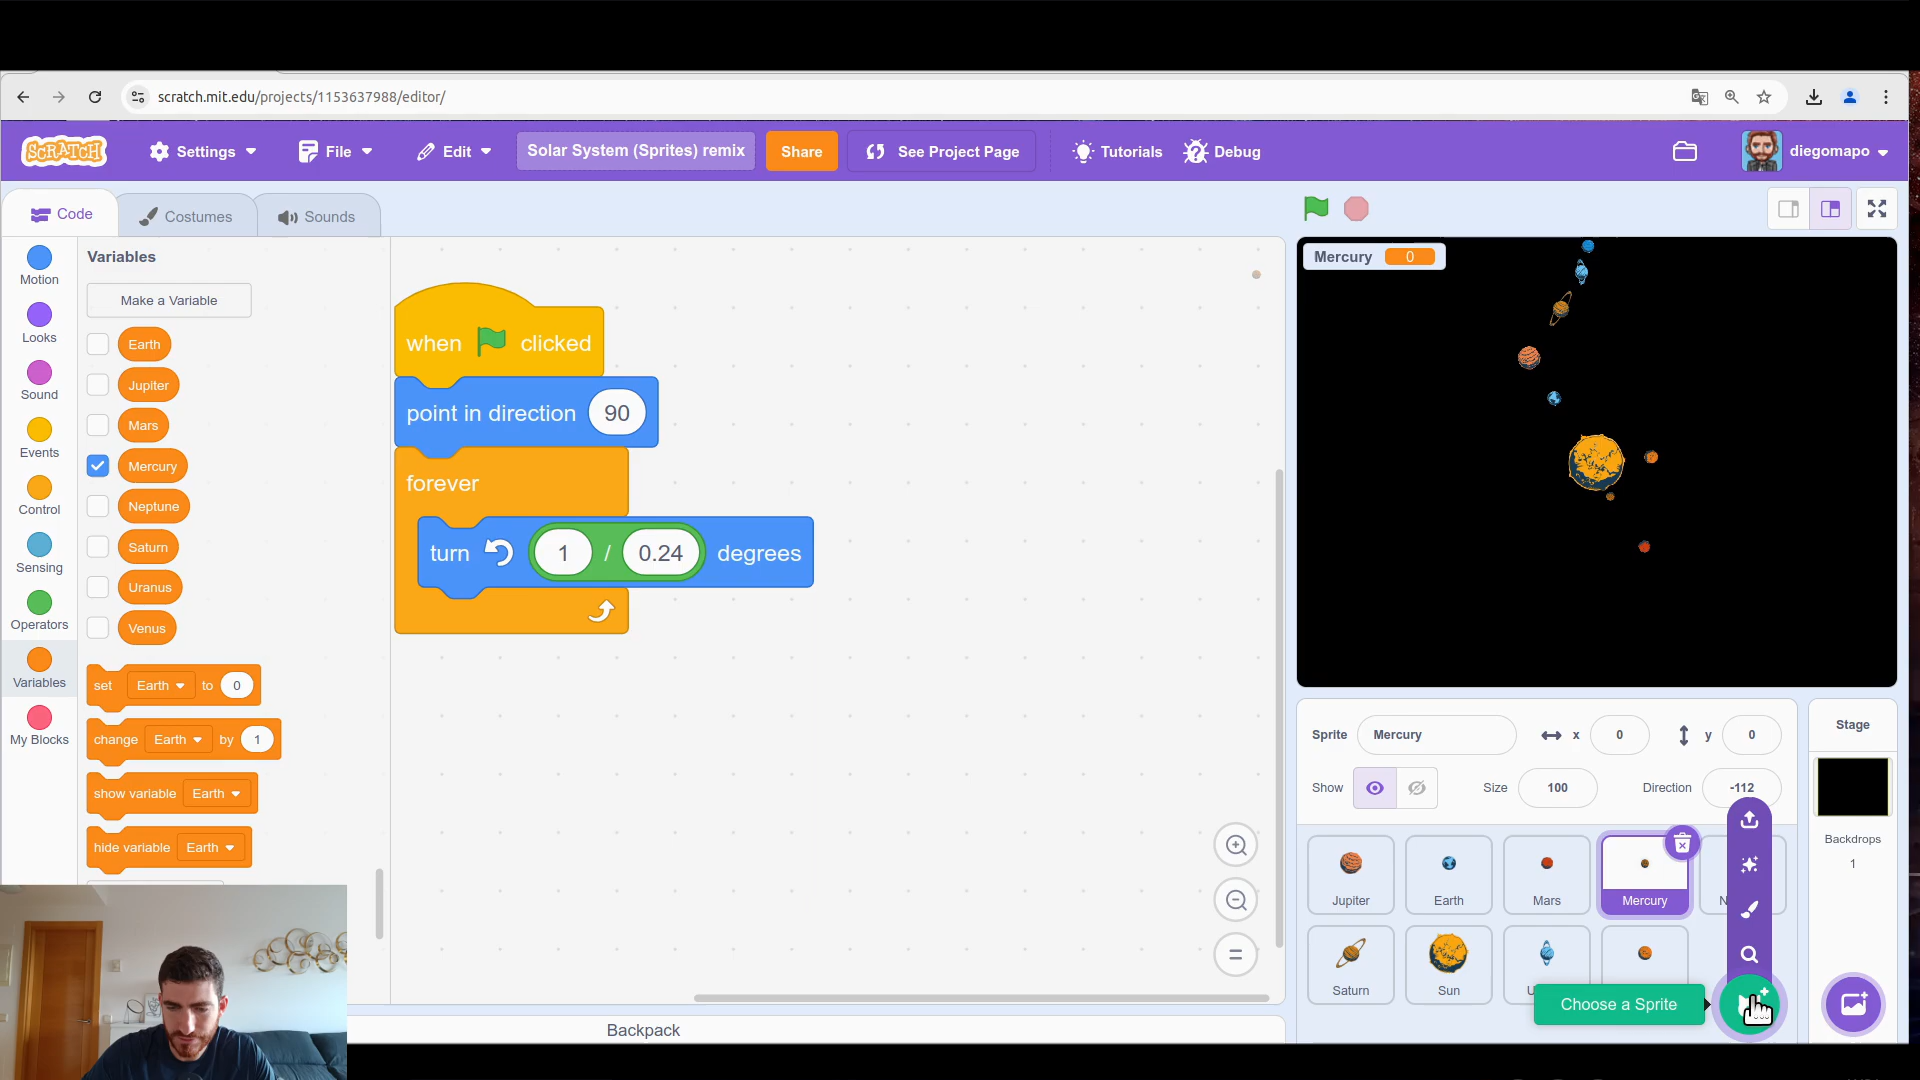 scratch.mit.edu/projects/1153637988/editor/
SCRATCH
Settings
File
Edit
Solar System (Sprites) remix
Share
See Project Page
Tutorials
Debug
diegomapo
Code
Costumes
Sounds
Motion
Looks
Sound
Events
Control
Sensing
Operators
Variables
My Blocks
Variables
Make a Variable
Earth
Jupiter
Mars
Mercury
Neptune
Saturn
Uranus
Venus
set Earth to 0
change Earth by 1
show variable Earth
hide variable Earth
when clicked
point in direction 90
forever
turn 1 / 0.24 degrees
Backpack
Mercury 0
Sprite Mercury x 0 y 0
Show Size 100 Direction -112
Jupiter
Earth
Mars
Mercury
N
Saturn
Sun
U
Choose a Sprite
Stage
Backdrops
1